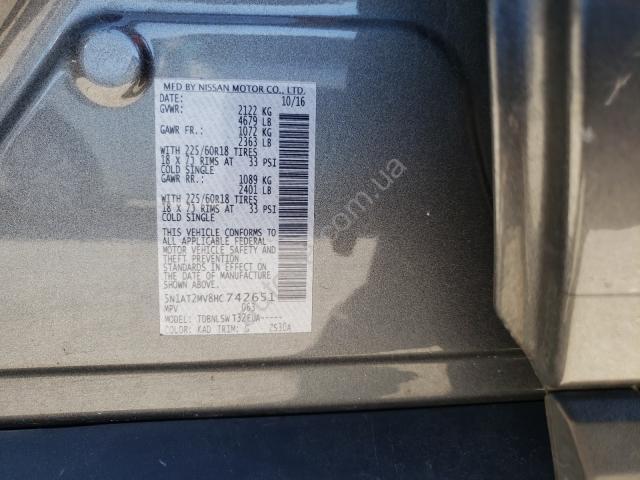 MFD BY NISSAN MOTOR CO., LTD.
DATE: 10/16
GVWR: 2122 KG
4679 LB
GAWR FR.: 1072 KG
2363 LB
WITH 225/60R18 TIRES
18 X 7J RIMS AT 33 PSI
COLD SINGLE
GAWR RR.: 1089 KG
2401 LB
WITH 225/60R18 TIRES
18 X 7J RIMS AT 33 PSI
COLD SINGLE
THIS VEHICLE CONFORMS TO
ALL APPLICABLE FEDERAL
MOTOR VEHICLE SAFETY AND
THEFT PREVENTION
STANDARDS IN EFFECT ON
THE DATE OF MANUFACTURE
SHOWN ABOVE.
5N1AT2MV8HC742651
MPV 063
MODEL: TDBNLSWT32EUA-----
COLOR: KAD TRIM: G
.com.ua